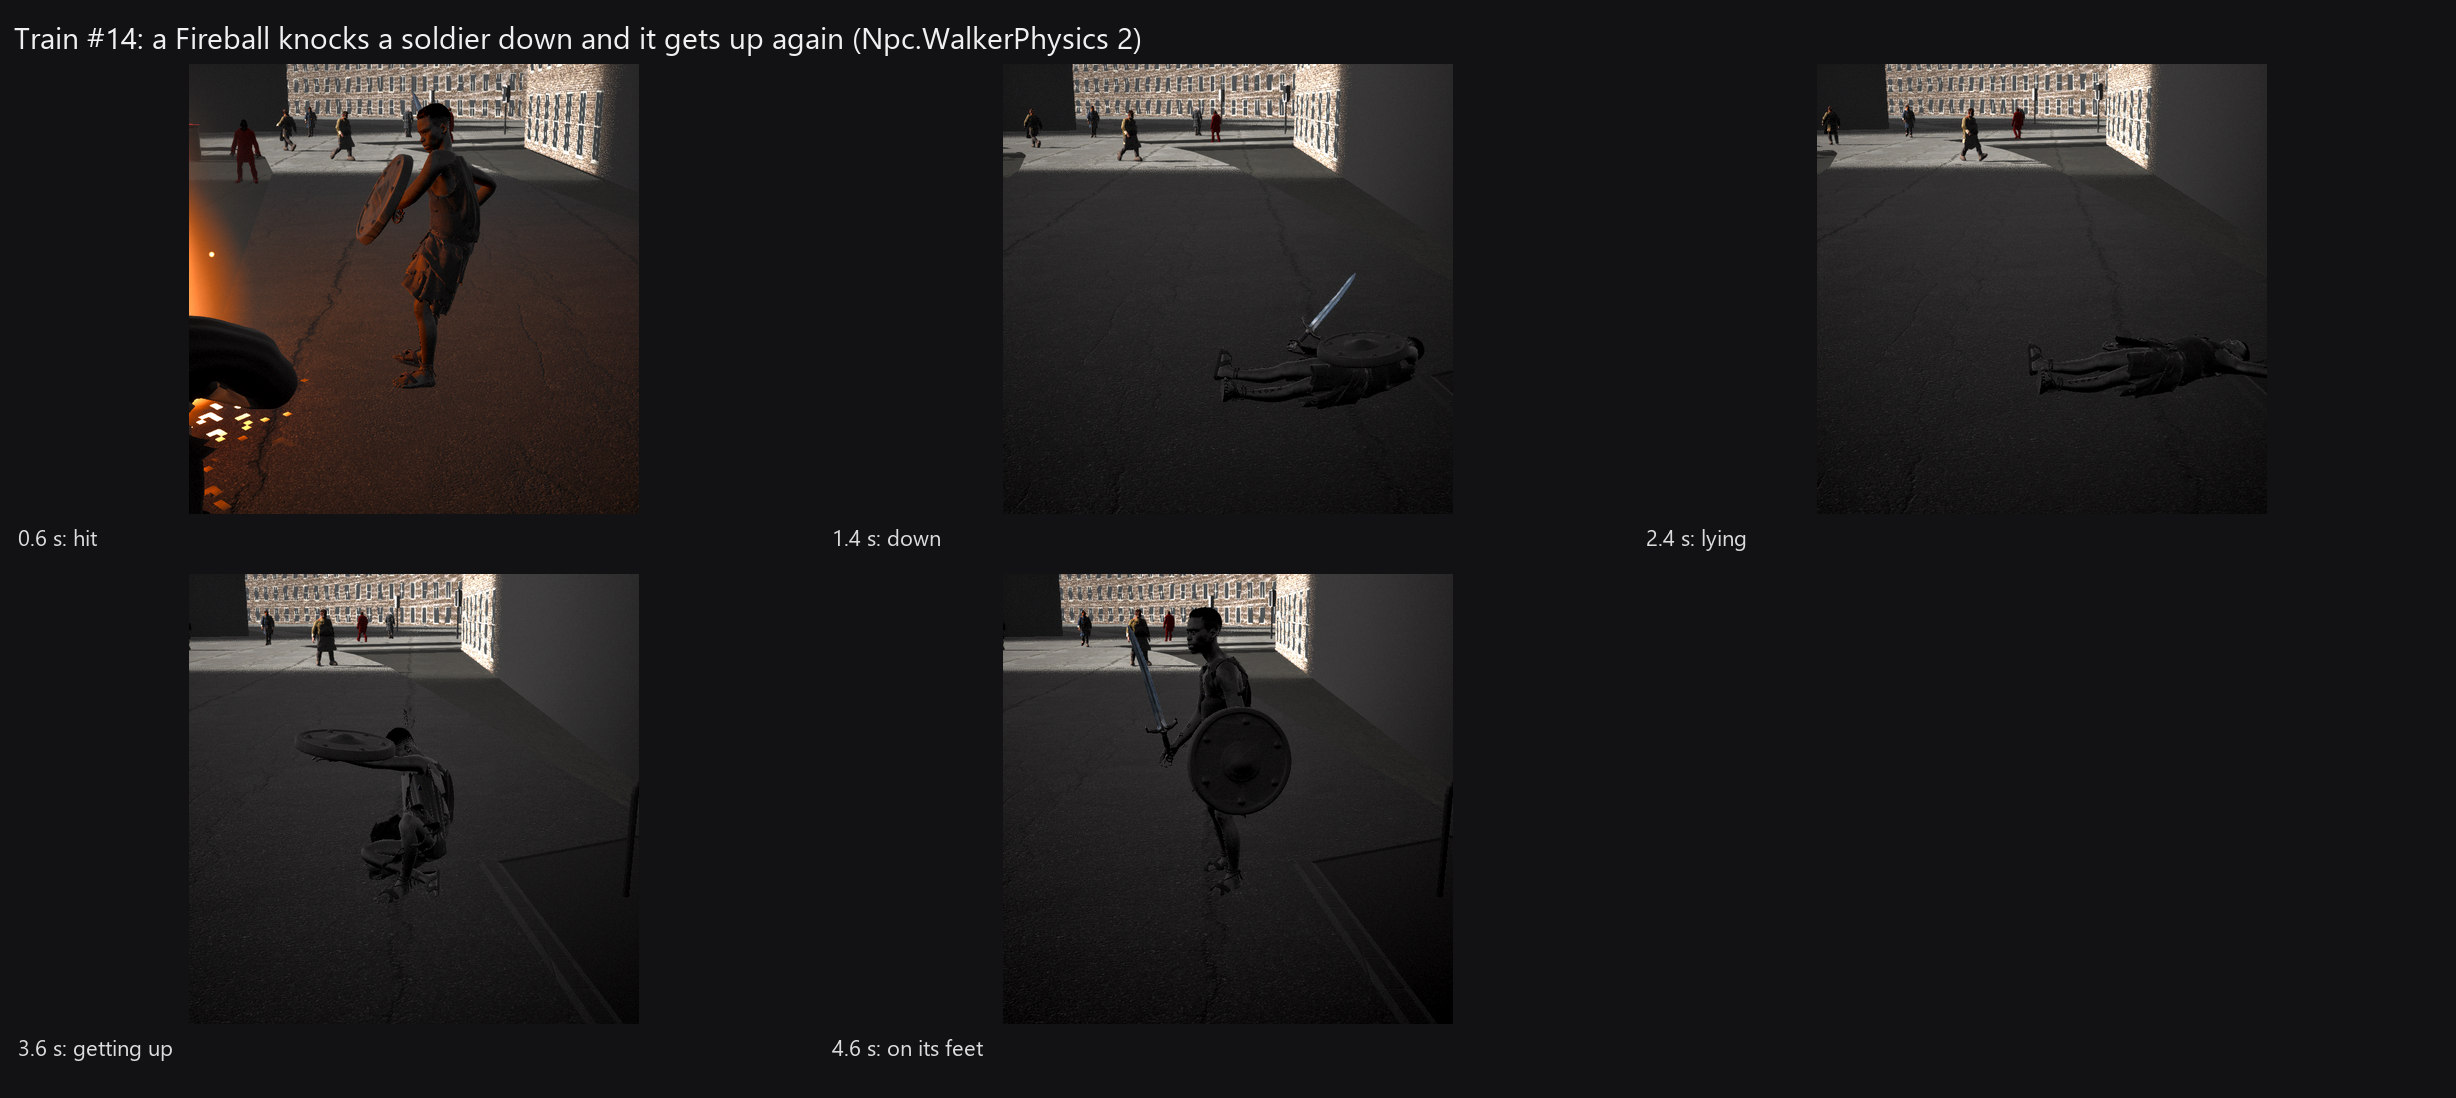 Train #14: a Fireball knocks a soldier down and it gets up again (Npc.WalkerPhysics 2)
0.6 s: hit
1.4 s: down
2.4 s: lying
3.6 s: getting up
4.6 s: on its feet